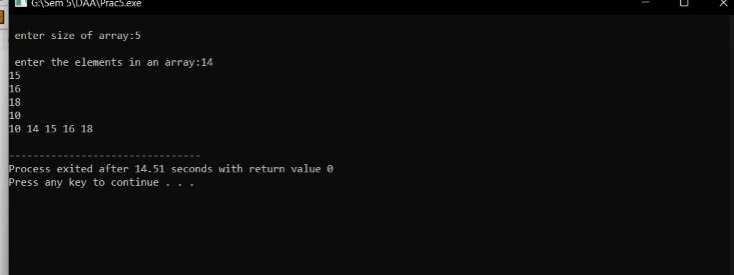 G:\Sem 5\DAA\Prac5.exe
enter size of array:5
enter the elements in an array:14
15
16
18
10
10 14 15 16 18
--------------------------------
Process exited after 14.51 seconds with return value 0
Press any key to continue . . .